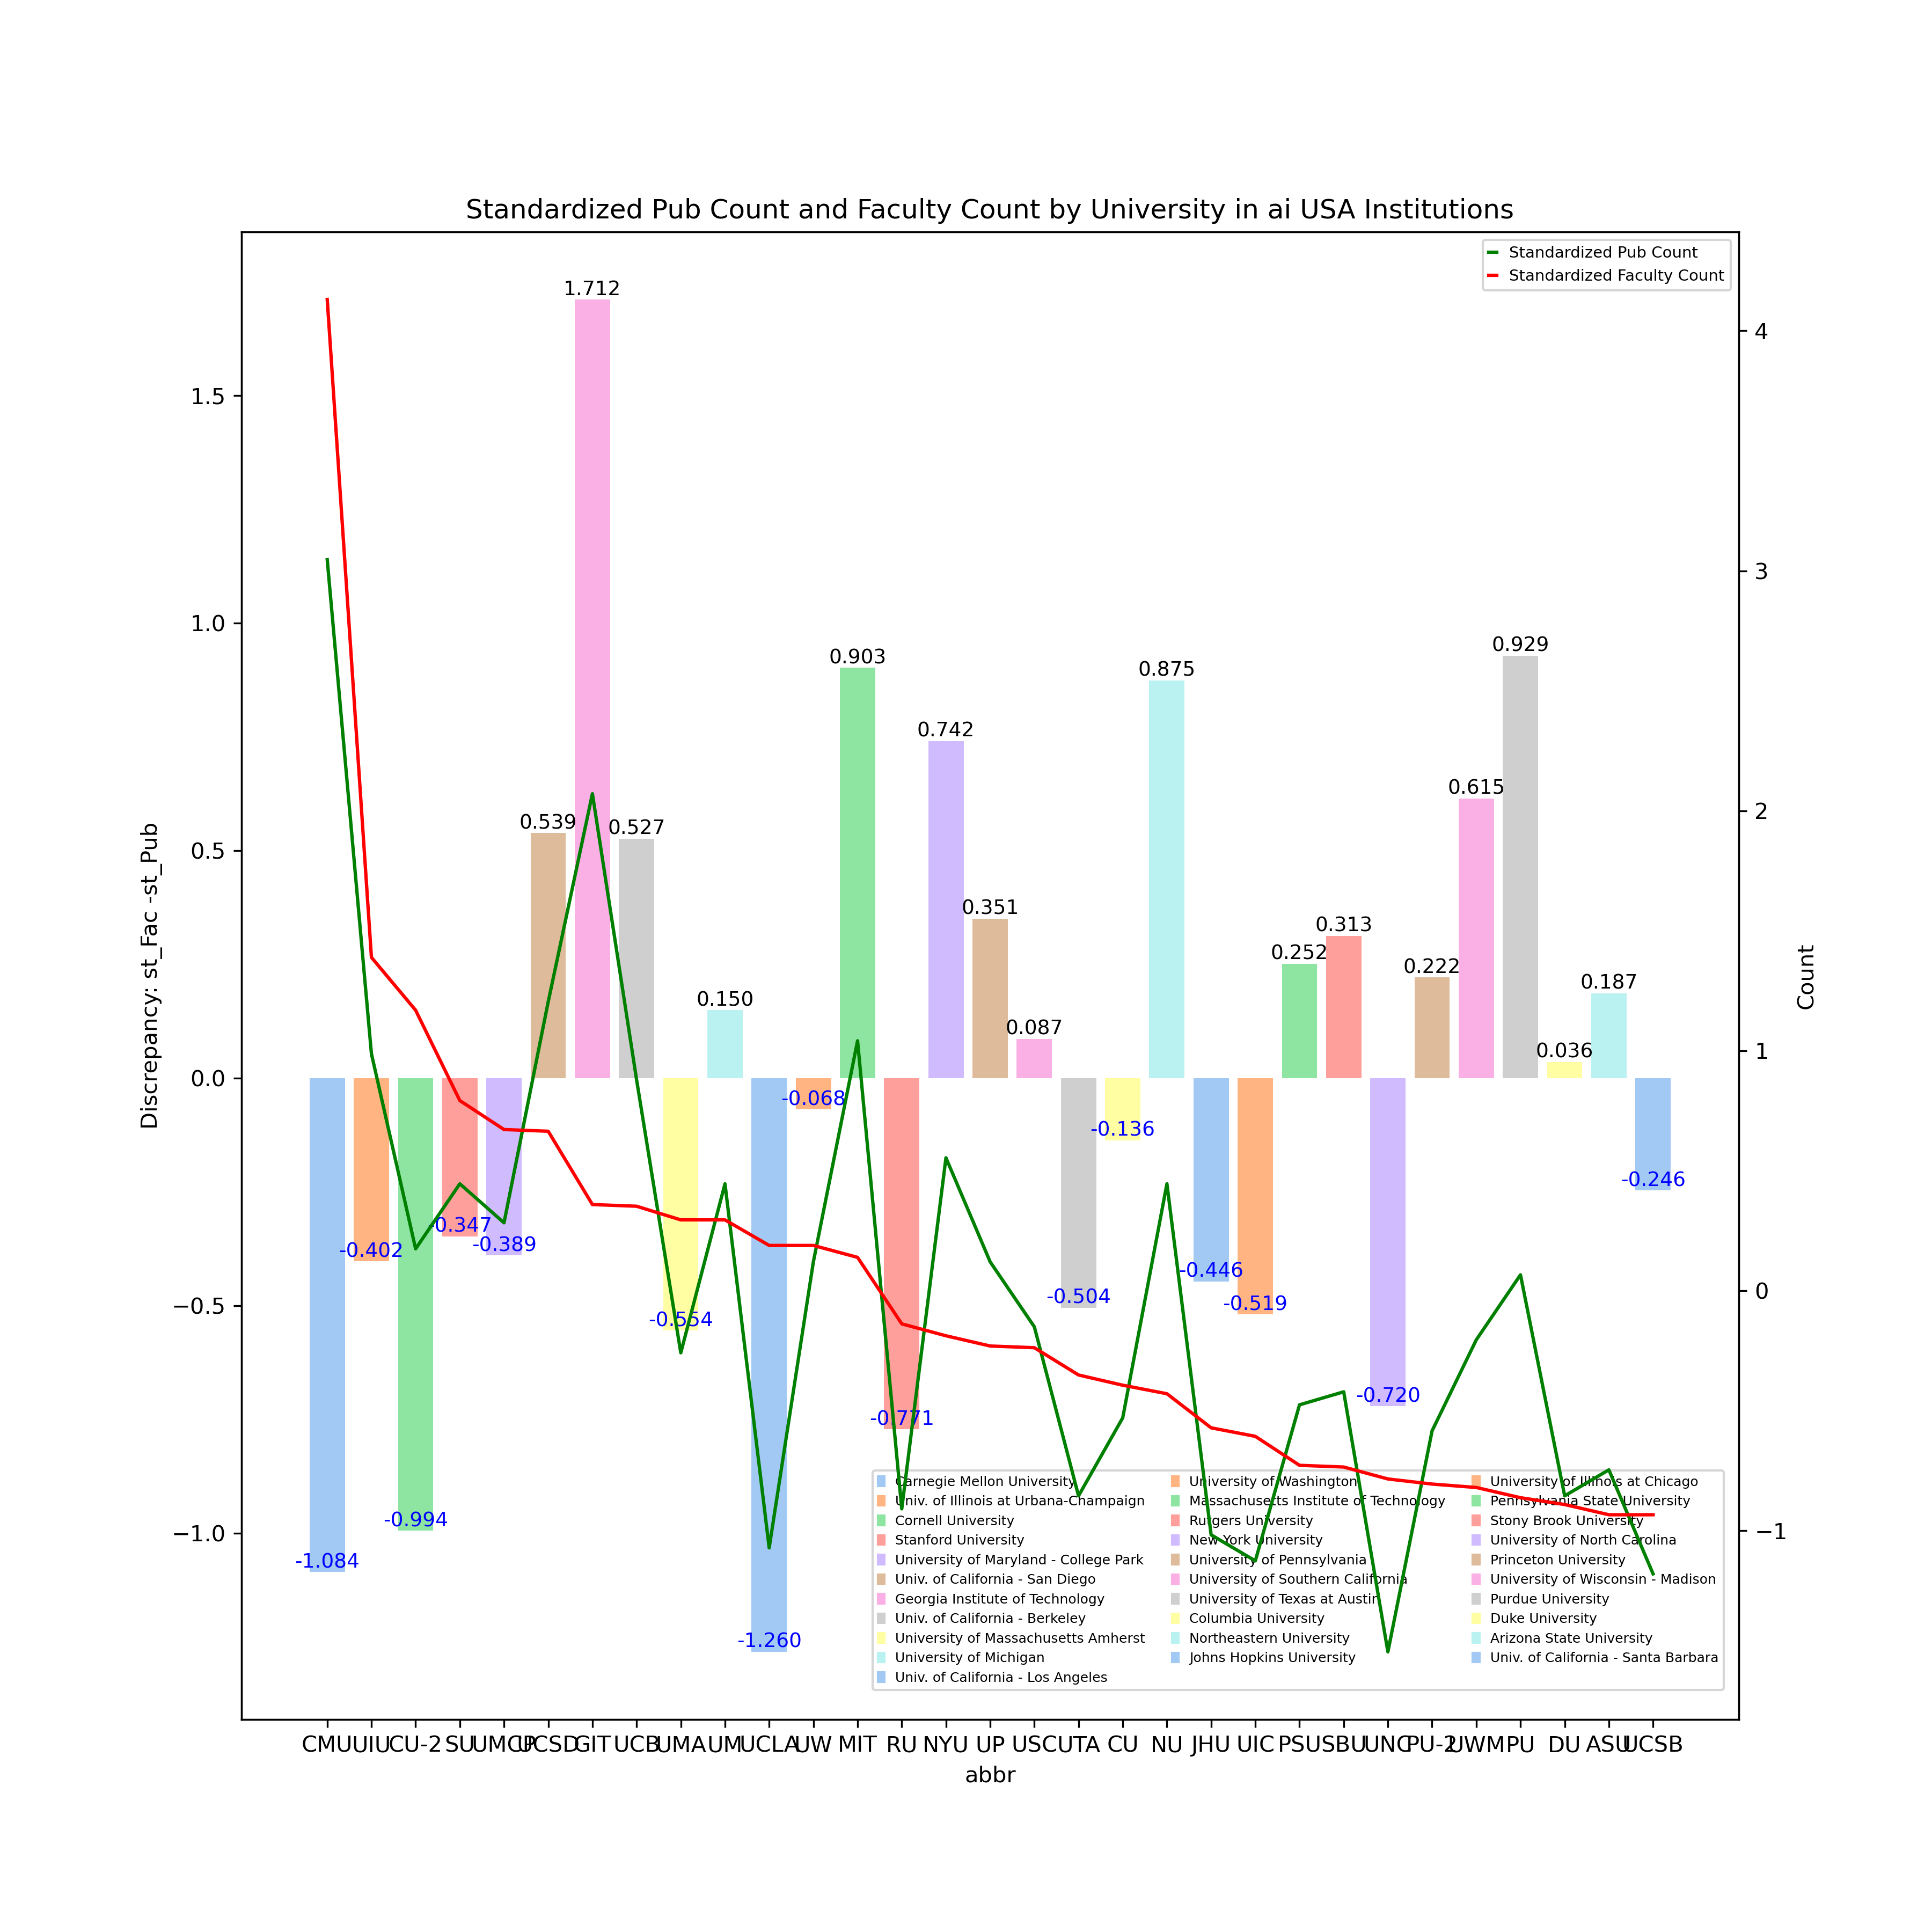 Standardized Pub Count and Faculty Count by University in ai USA Institutions
Standardized Pub Count
Standardized Faculty Count
1.712
0.539
0.527
0.150
0.903
0.742
0.351
0.087
0.875
0.252
0.313
0.222
0.615
0.929
0.036
0.187
-1.084
-0.402
-0.994
-0.347
-0.389
-0.554
-1.260
-0.068
-0.771
-0.504
-0.136
-0.446
-0.519
-0.720
-0.246
1.5
1.0
0.5
0.0
−0.5
−1.0
Discrepancy: st_Fac -st_Pub
4
3
2
1
0
−1
Count
Carnegie Mellon University
Univ. of Illinois at Urbana-Champaign
Cornell University
Stanford University
University of Maryland - College Park
Univ. of California - San Diego
Georgia Institute of Technology
Univ. of California - Berkeley
University of Massachusetts Amherst
University of Michigan
Univ. of California - Los Angeles
University of Washington
Massachusetts Institute of Technology
Rutgers University
New York University
University of Pennsylvania
University of Southern California
University of Texas at Austin
Columbia University
Northeastern University
Johns Hopkins University
University of Illinois at Chicago
Pennsylvania State University
Stony Brook University
University of North Carolina
Princeton University
University of Wisconsin - Madison
Purdue University
Duke University
Arizona State University
Univ. of California - Santa Barbara
CMU UIU CU-2 SU UMCP UCSD GIT UCB UMA UM UCLA UW MIT RU NYU UP USC UTA CU NU JHU UIC PSU SBU UNC PU-2 UWM PU DU ASU UCSB
abbr